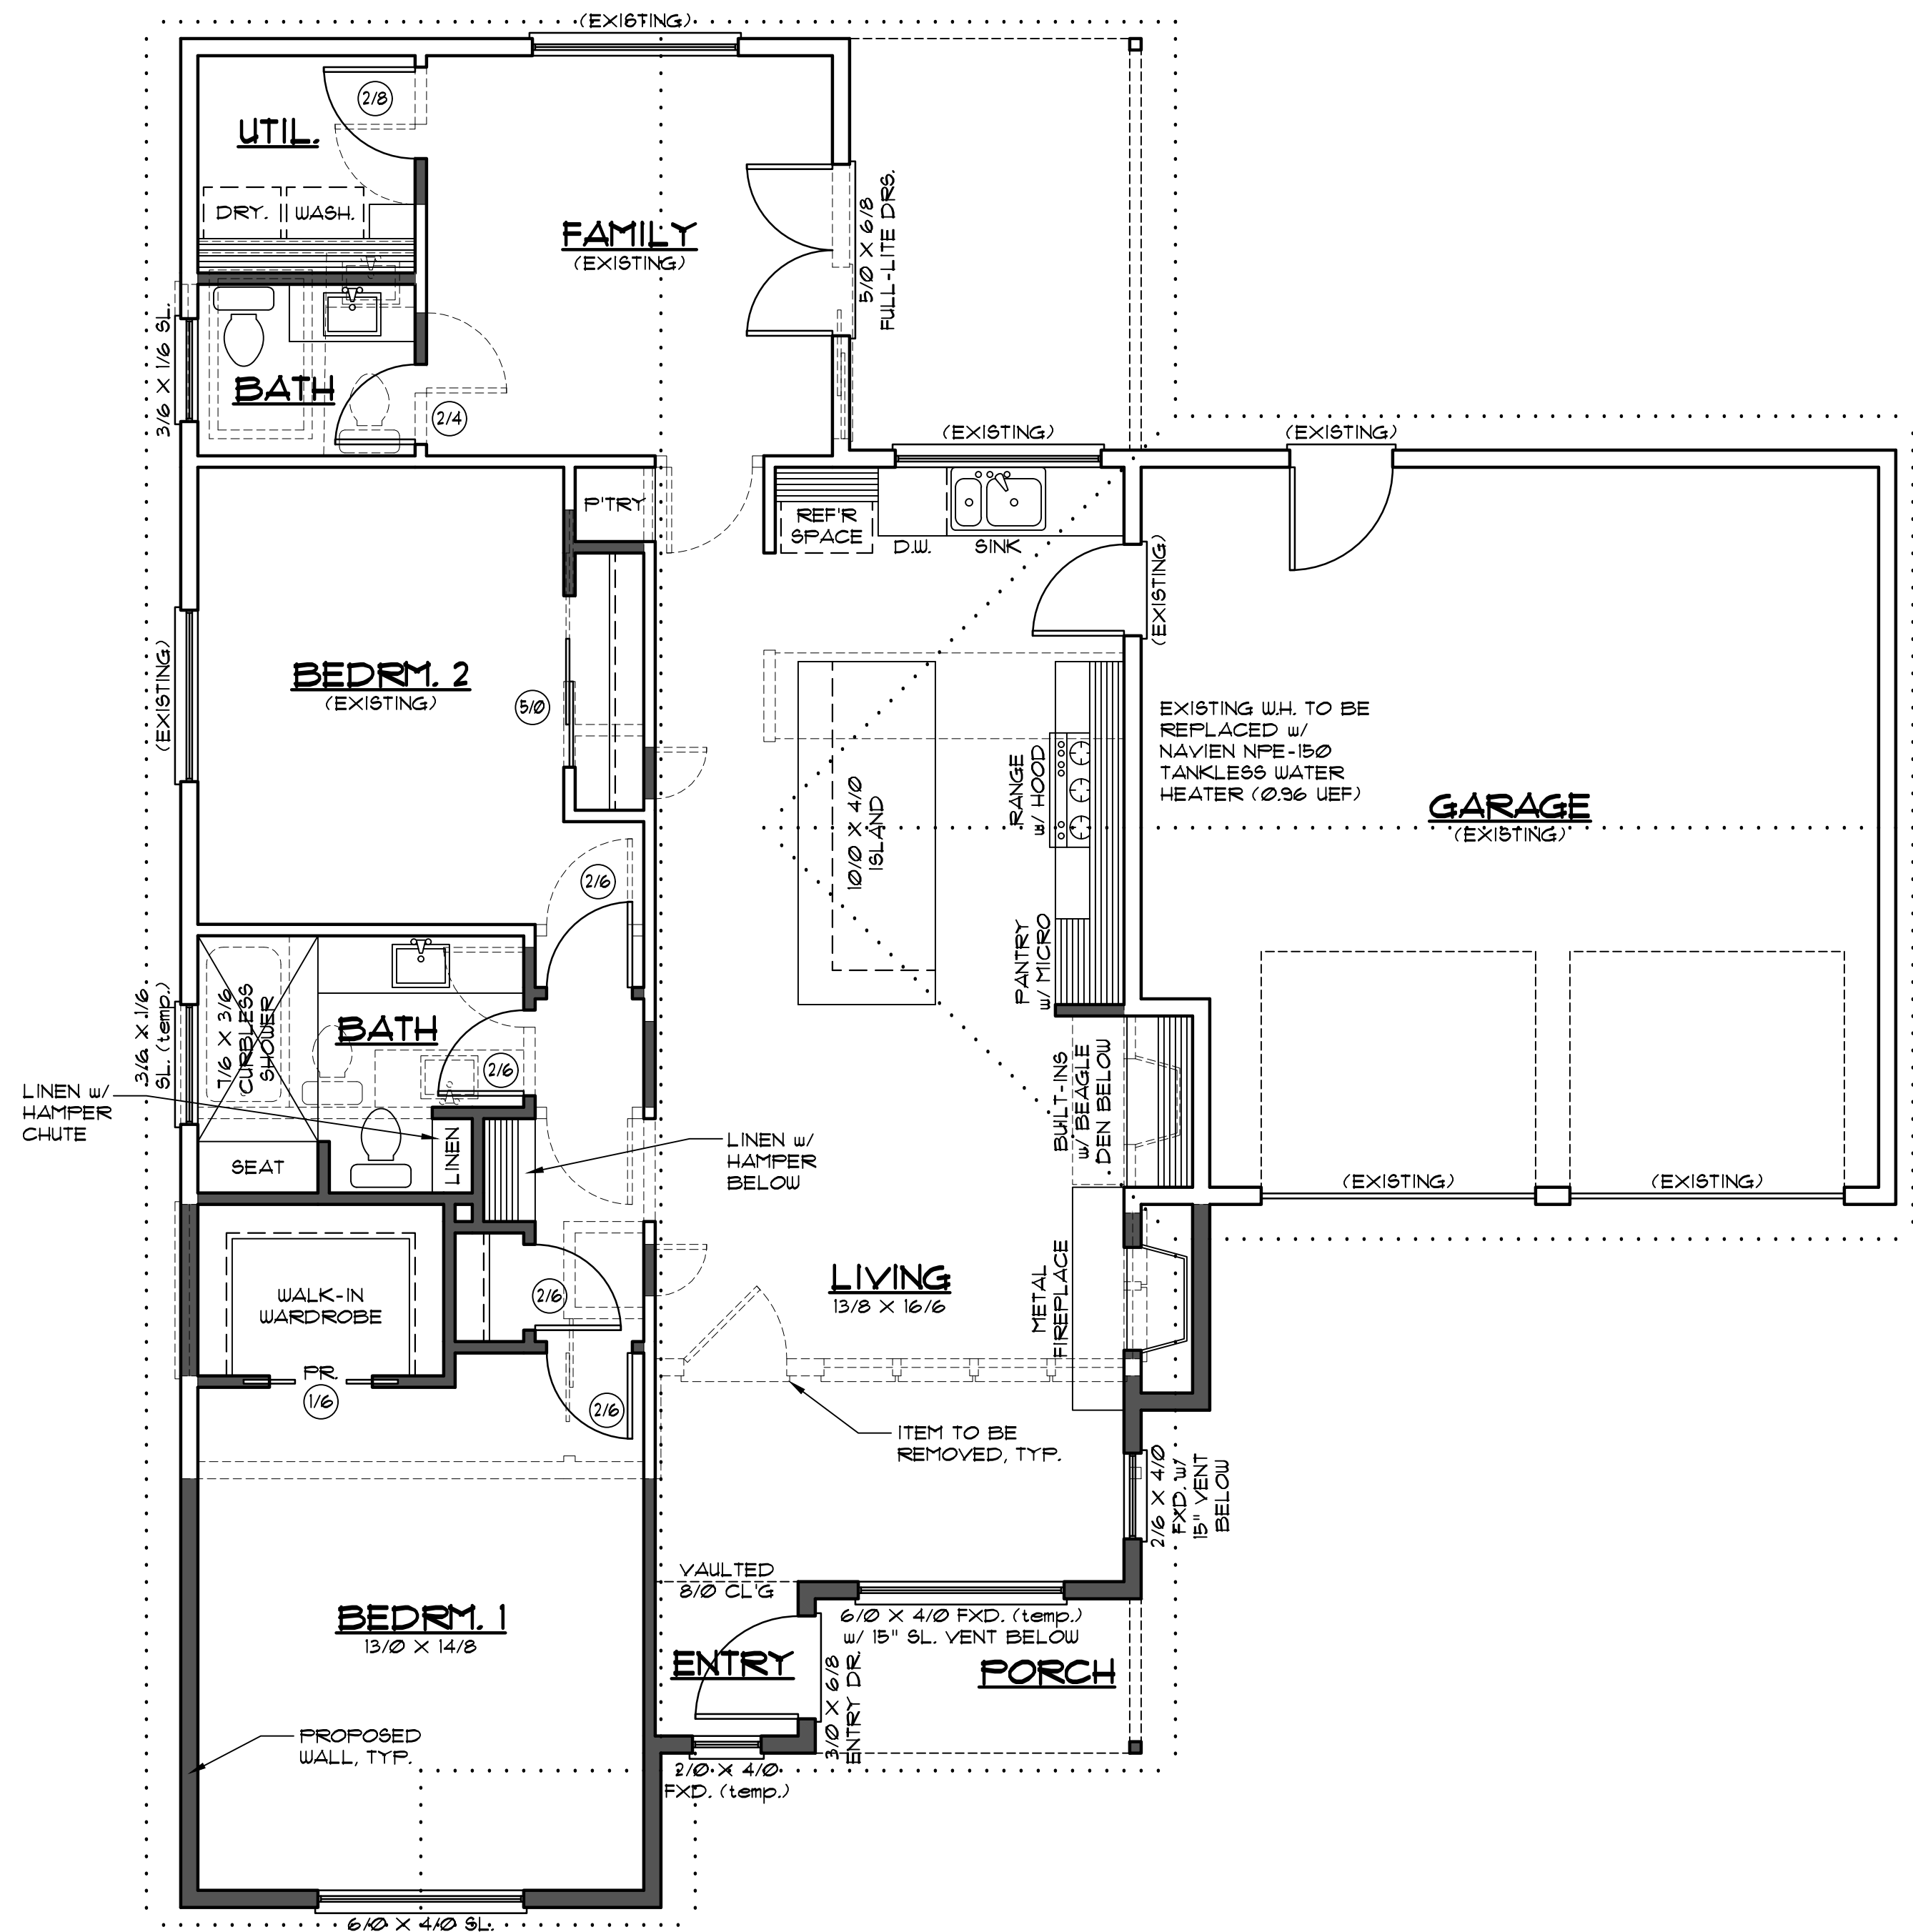 (EXISTING)
2/8
UTIL.
DRY.
WASH.
FAMILY
(EXISTING)
5/0 X 6/8
FULL-LITE DRS.
3/6 X 1/6 SL.
BATH
2/4
(EXISTING)
(EXISTING)
P'TRY
REF'R
SPACE
D.W.
SINK
(EXISTING)
(EXISTING)
BEDRM. 2
(EXISTING)
5/0
EXISTING W.H. TO BE
REPLACED w/
NAVIEN NPE-150
TANKLESS WATER
HEATER (0.96 UEF)
RANGE
w/ HOOD
10/0 X 4/0
ISLAND
GARAGE
(EXISTING)
2/6
PANTRY
w/ MICRO
3/6 X 1/6
SL. (temp.)
7/6 X 3/6
CURBLESS
SHOWER
BATH
2/6
BUILT-INS
w/ BEAGLE
DEN BELOW
LINEN w/
HAMPER
CHUTE
LINEN
SEAT
LINEN w/
HAMPER
BELOW
(EXISTING)
(EXISTING)
WALK-IN
WARDROBE
2/6
LIVING
13/8 X 16/6
METAL
FIREPLACE
PR.
1/6
2/6
ITEM TO BE
REMOVED, TYP.
2/6 X 4/0
FXD. w/
15" VENT
BELOW
VAULTED
8/0 CL'G
BEDRM. 1
13/0 X 14/8
6/0 X 4/0 FXD. (temp.)
w/ 15" SL. VENT BELOW
ENTRY
3/0 X 6/8
ENTRY DR.
PORCH
PROPOSED
WALL, TYP.
2/0 X 4/0
FXD. (temp.)
6/0 X 4/0 SL.